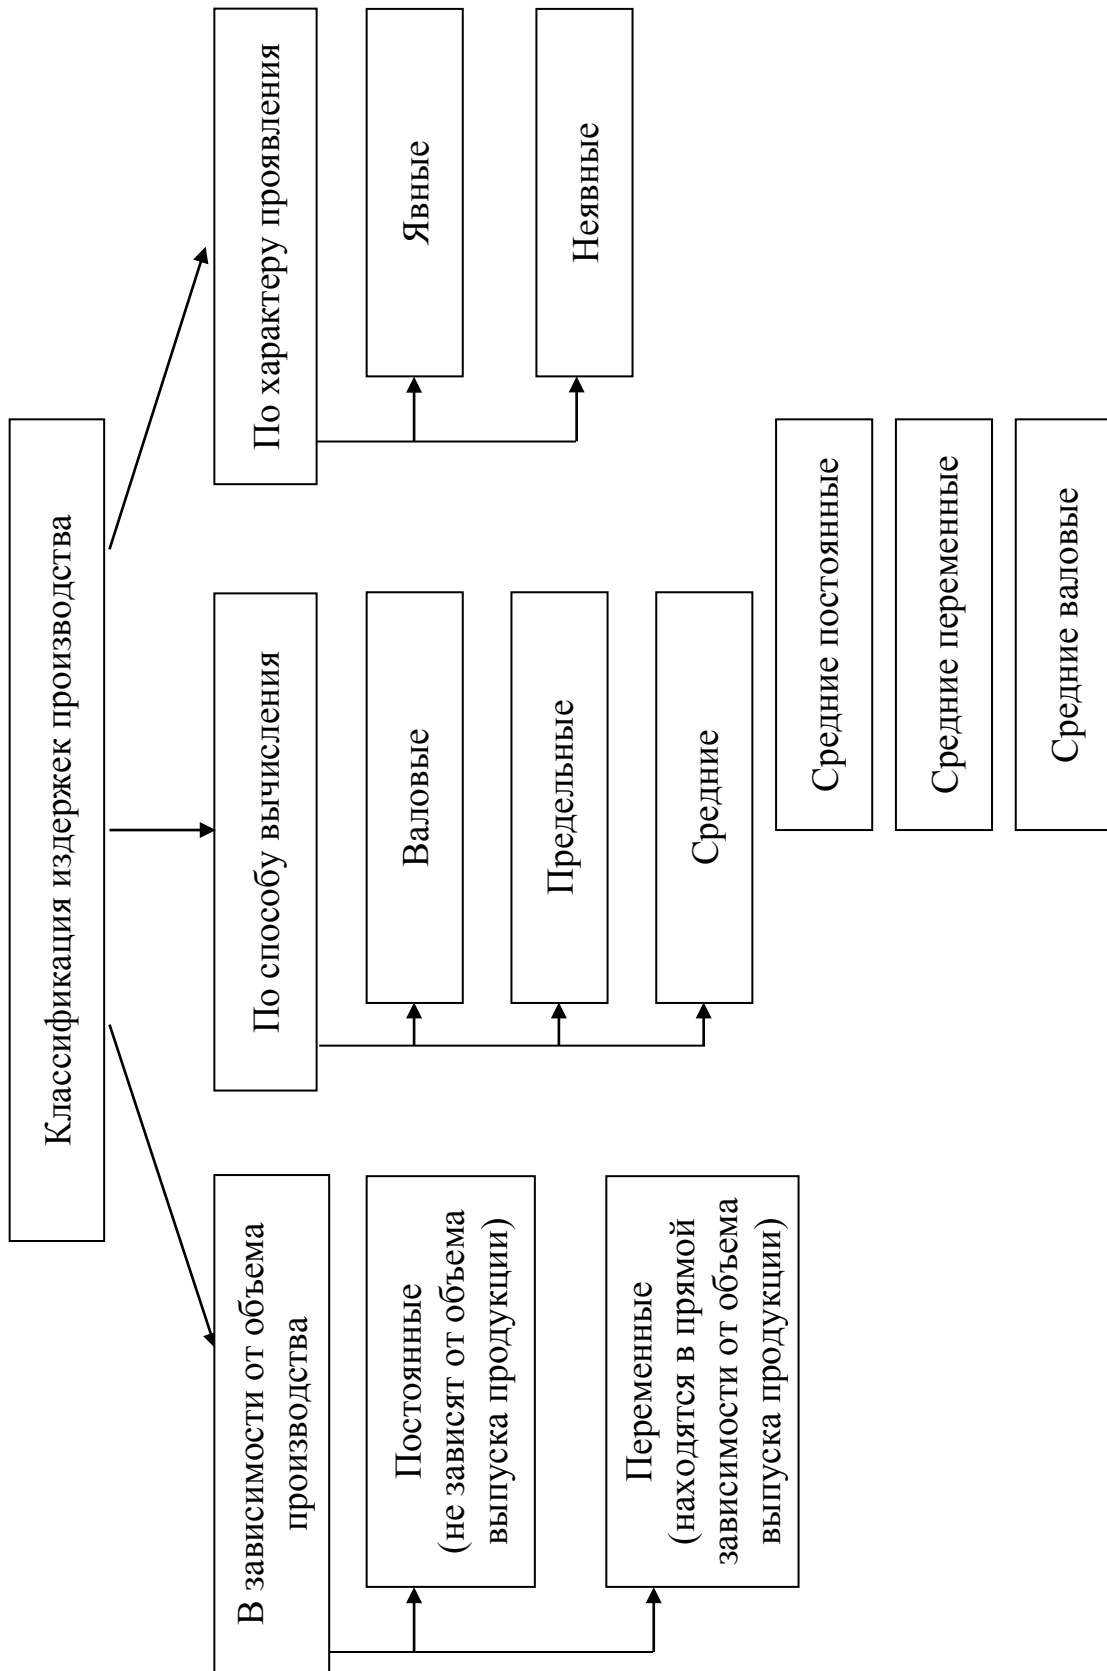 Классификация издержек производства
В зависимости от объема
производства
Постоянные
(не зависят от объема
выпуска продукции)
Переменные
(находятся в прямой
зависимости от объема
выпуска продукции)
По способу вычисления
Валовые
Предельные
Средние
Средние постоянные
Средние переменные
Средние валовые
По характеру проявления
Явные
Неявные